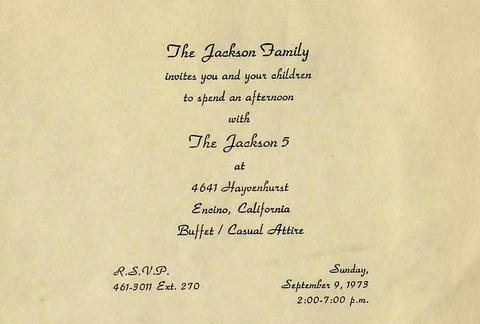 The Jackson Family
invites you and your children
to spend an afternoon
with
The Jackson 5
at
4641 Hayvenhurst
Encino, California
Buffet / Casual Attire
R.S.V.P.
461-3011 Ext. 270
Sunday,
September 9, 1973
2:00-7:00 p.m.